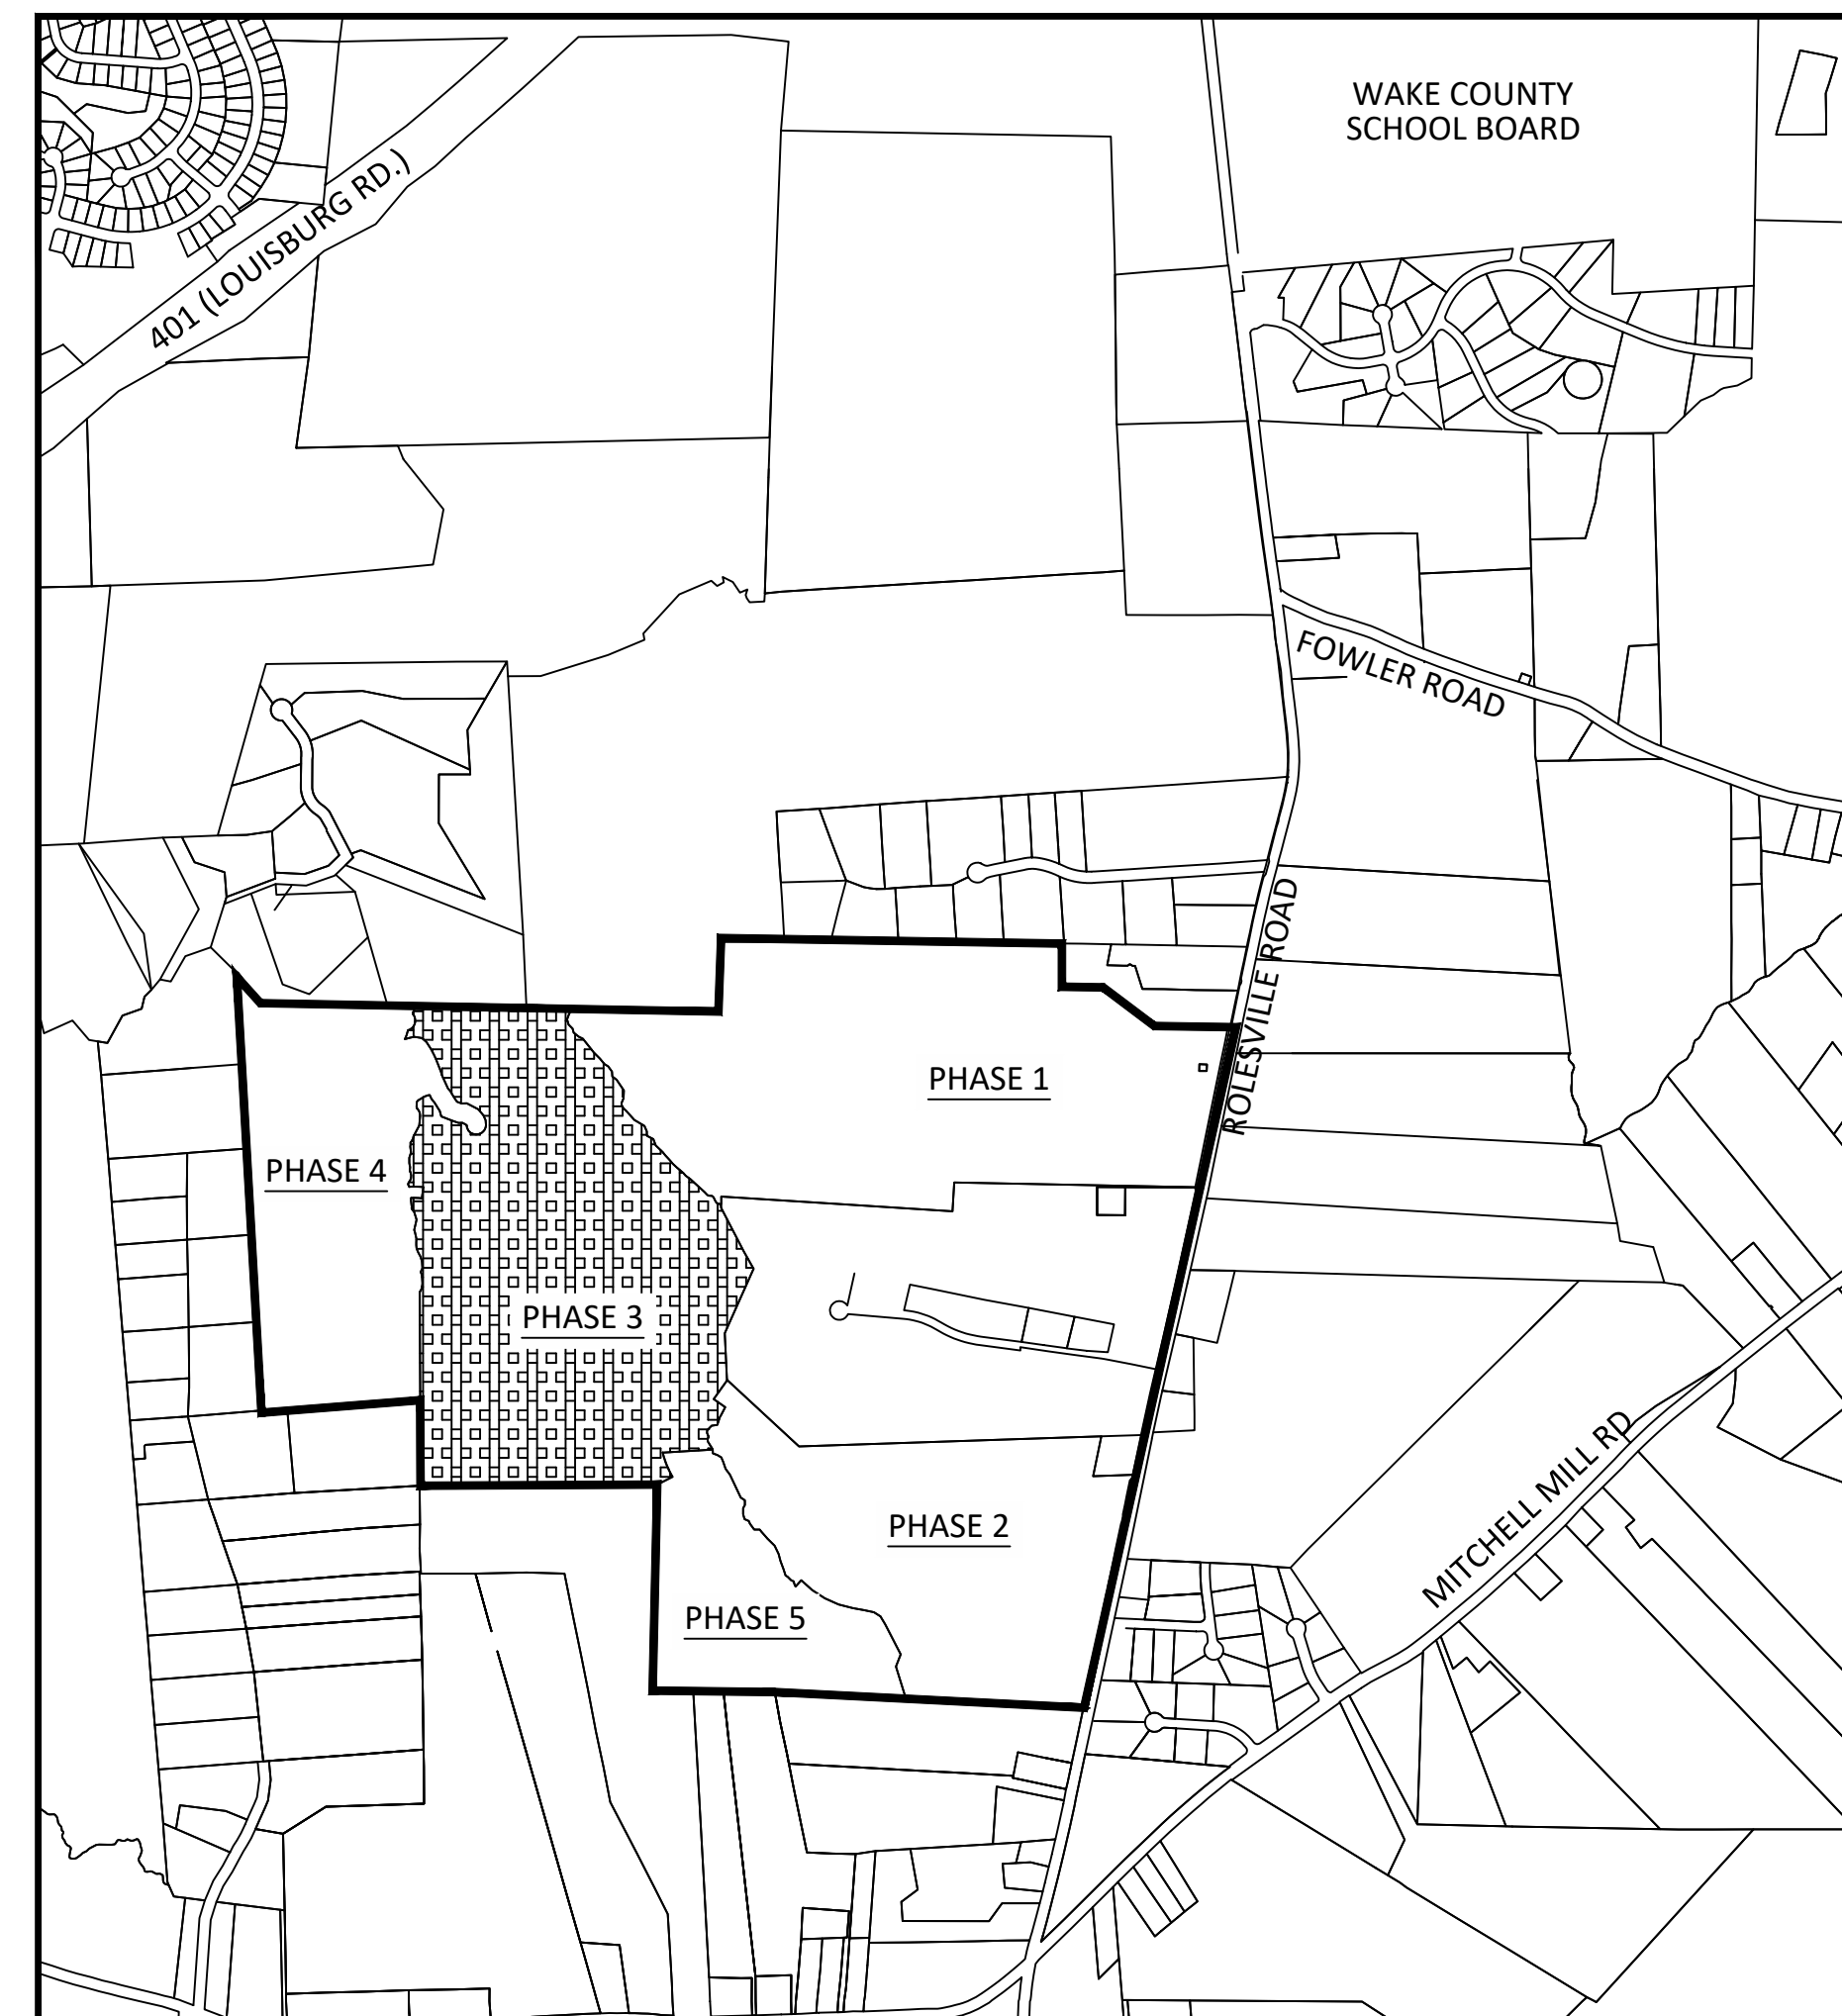 WAKE COUNTY
SCHOOL BOARD
401 (LOUISBURG RD.)
FOWLER ROAD
ROLESVILLE ROAD
PHASE 1
PHASE 4
PHASE 3
MITCHELL MILL RD
PHASE 2
PHASE 5